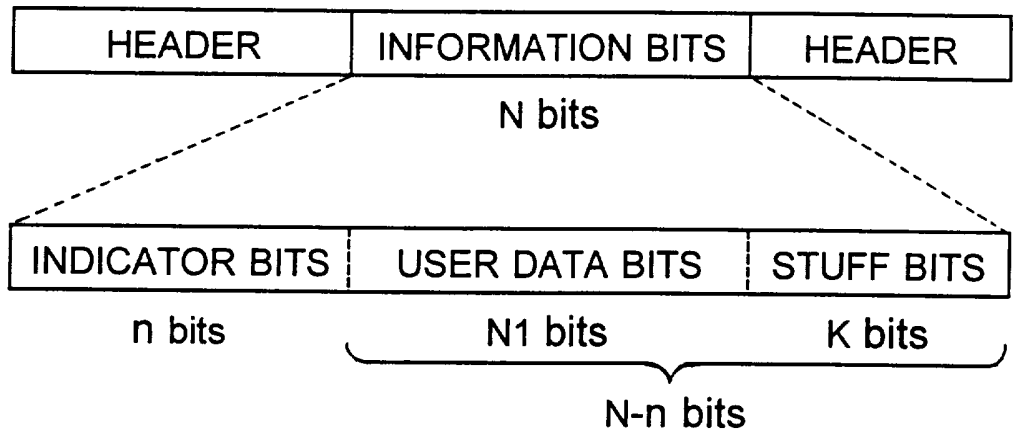 HEADER INFORMATION BITS HEADER
N bits
INDICATOR BITS USER DATA BITS STUFF BITS
n bits N1 bits K bits
N-n bits